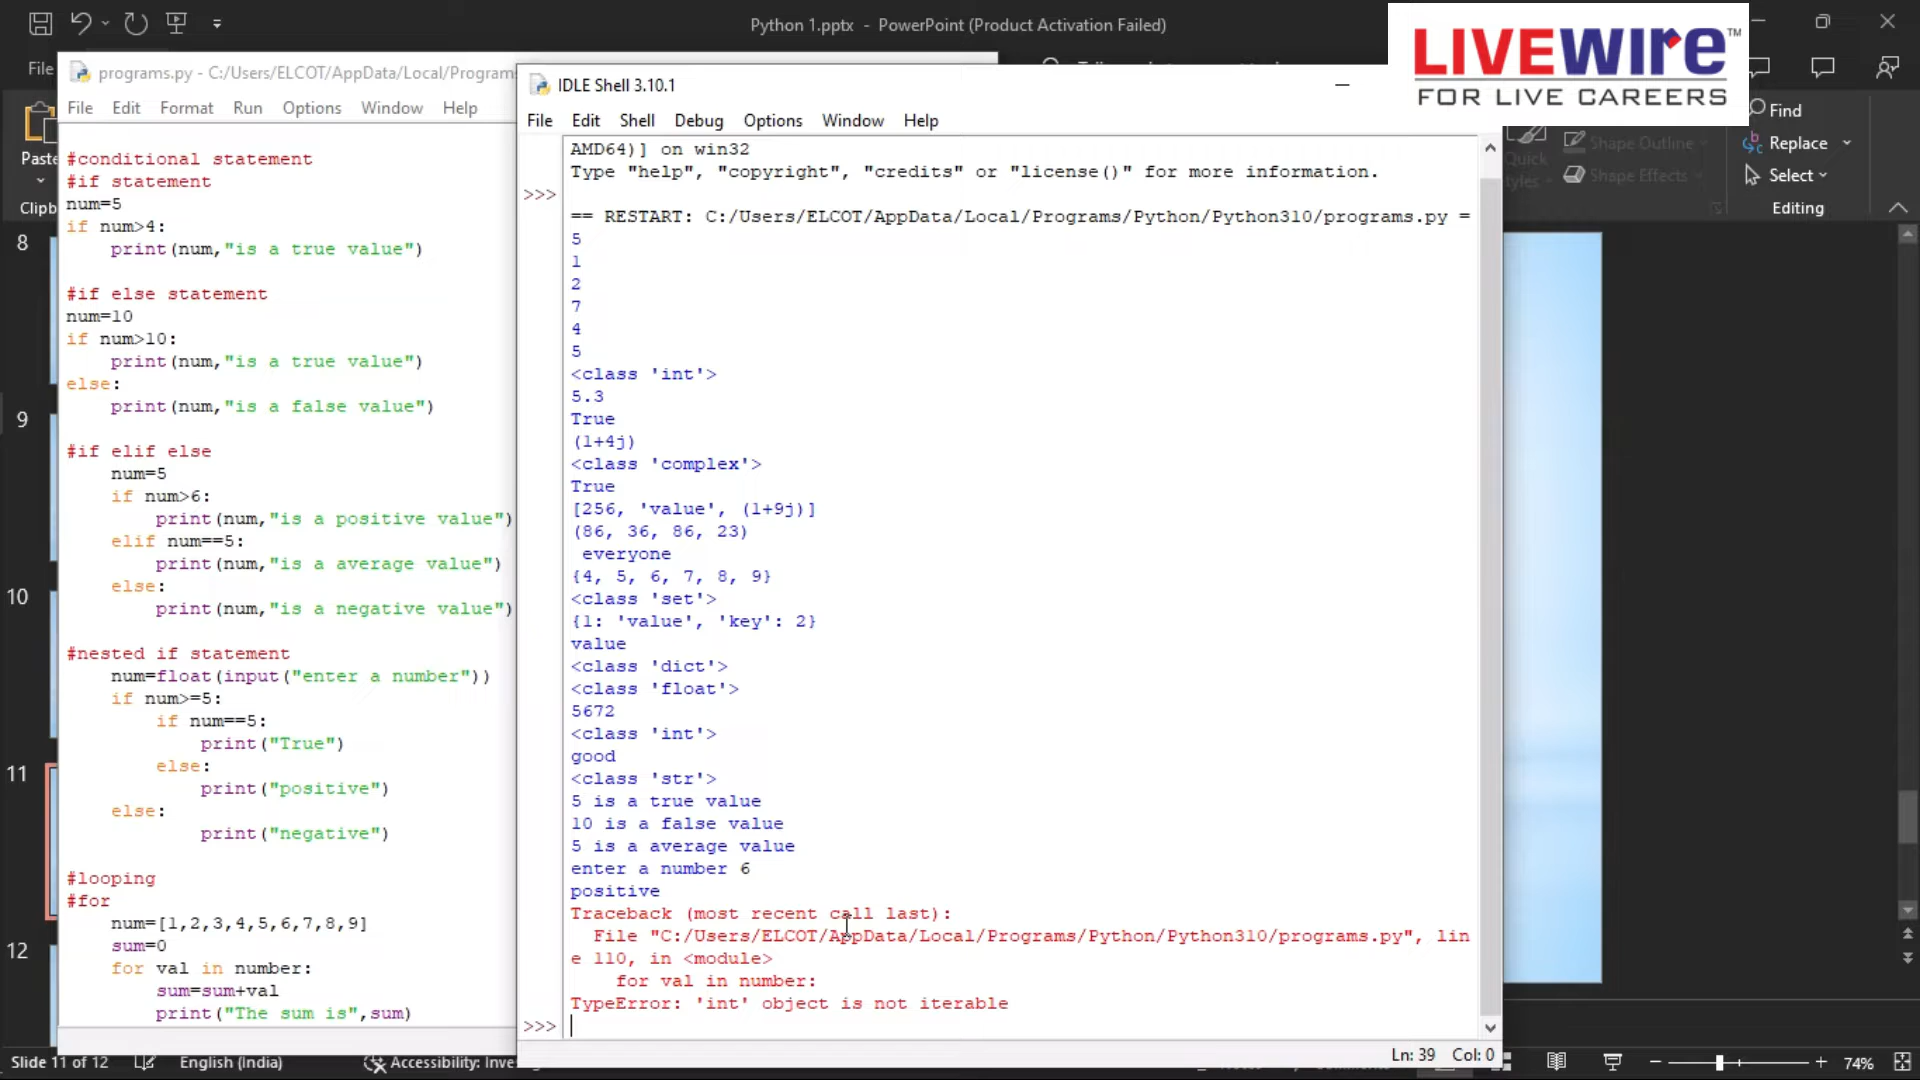 Python 1.pptx - PowerPoint (Product Activation Failed)
LIVEWIRE™
FOR LIVE CAREERS
File
Paste
Clipb
Find
Replace
Select
Editing
Quick
Shape Outline
Shape Effects
programs.py - C:/Users/ELCOT/AppData/Local/Program
File Edit Format Run Options Window Help
#conditional statement
#if statement
num=5
if num>4:
    print(num,"is a true value")
#if else statement
num=10
if num>10:
    print(num,"is a true value")
else:
    print(num,"is a false value")
#if elif else
    num=5
    if num>6:
        print(num,"is a positive value")
    elif num==5:
        print(num,"is a average value")
    else:
        print(num,"is a negative value")
#nested if statement
    num=float(input("enter a number"))
    if num>=5:
        if num==5:
            print("True")
        else:
            print("positive")
    else:
            print("negative")
#looping
#for
    num=[1,2,3,4,5,6,7,8,9]
    sum=0
    for val in number:
        sum=sum+val
        print("The sum is",sum)
IDLE Shell 3.10.1
File Edit Shell Debug Options Window Help
AMD64)] on win32
Type "help", "copyright", "credits" or "license()" for more information.
>>>
== RESTART: C:/Users/ELCOT/AppData/Local/Programs/Python/Python310/programs.py =
5
1
2
7
4
5
<class 'int'>
5.3
True
(1+4j)
<class 'complex'>
True
[256, 'value', (1+9j)]
(86, 36, 86, 23)
 everyone
{4, 5, 6, 7, 8, 9}
<class 'set'>
{1: 'value', 'key': 2}
value
<class 'dict'>
<class 'float'>
5672
<class 'int'>
good
<class 'str'>
5 is a true value
10 is a false value
5 is a average value
enter a number 6
positive
Traceback (most recent call last):
  File "C:/Users/ELCOT/AppData/Local/Programs/Python/Python310/programs.py", lin
e 110, in <module>
    for val in number:
TypeError: 'int' object is not iterable
>>>
Ln: 39 Col: 0
8
9
10
11
12
Slide 11 of 12 English (India) Accessibility: Inve 74%